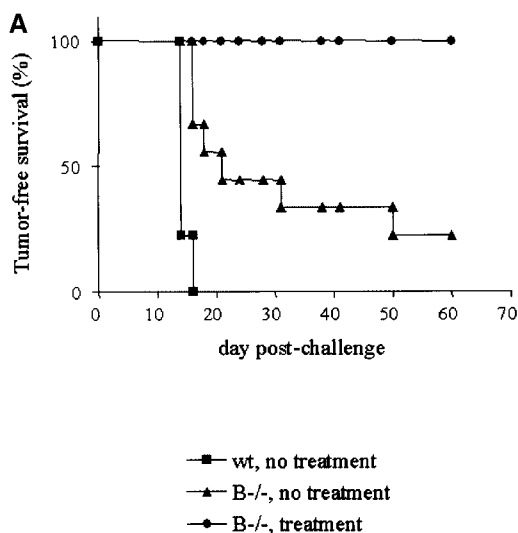 A
Tumor-free survival (%)
100
50
0
0 10 20 30 40 50 60 70
day post-challenge
wt, no treatment
B-/-, no treatment
B-/-, treatment